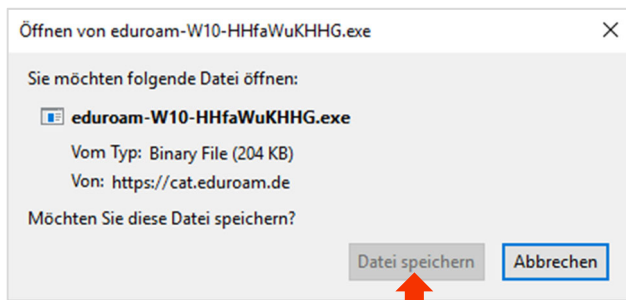 Öffnen von eduroam-W10-HHfaWuKHHG.exe
Sie möchten folgende Datei öffnen:
eduroam-W10-HHfaWuKHHG.exe
Vom Typ: Binary File (204 KB)
Von: https://cat.eduroam.de
Möchten Sie diese Datei speichern?
Datei speichern Abbrechen